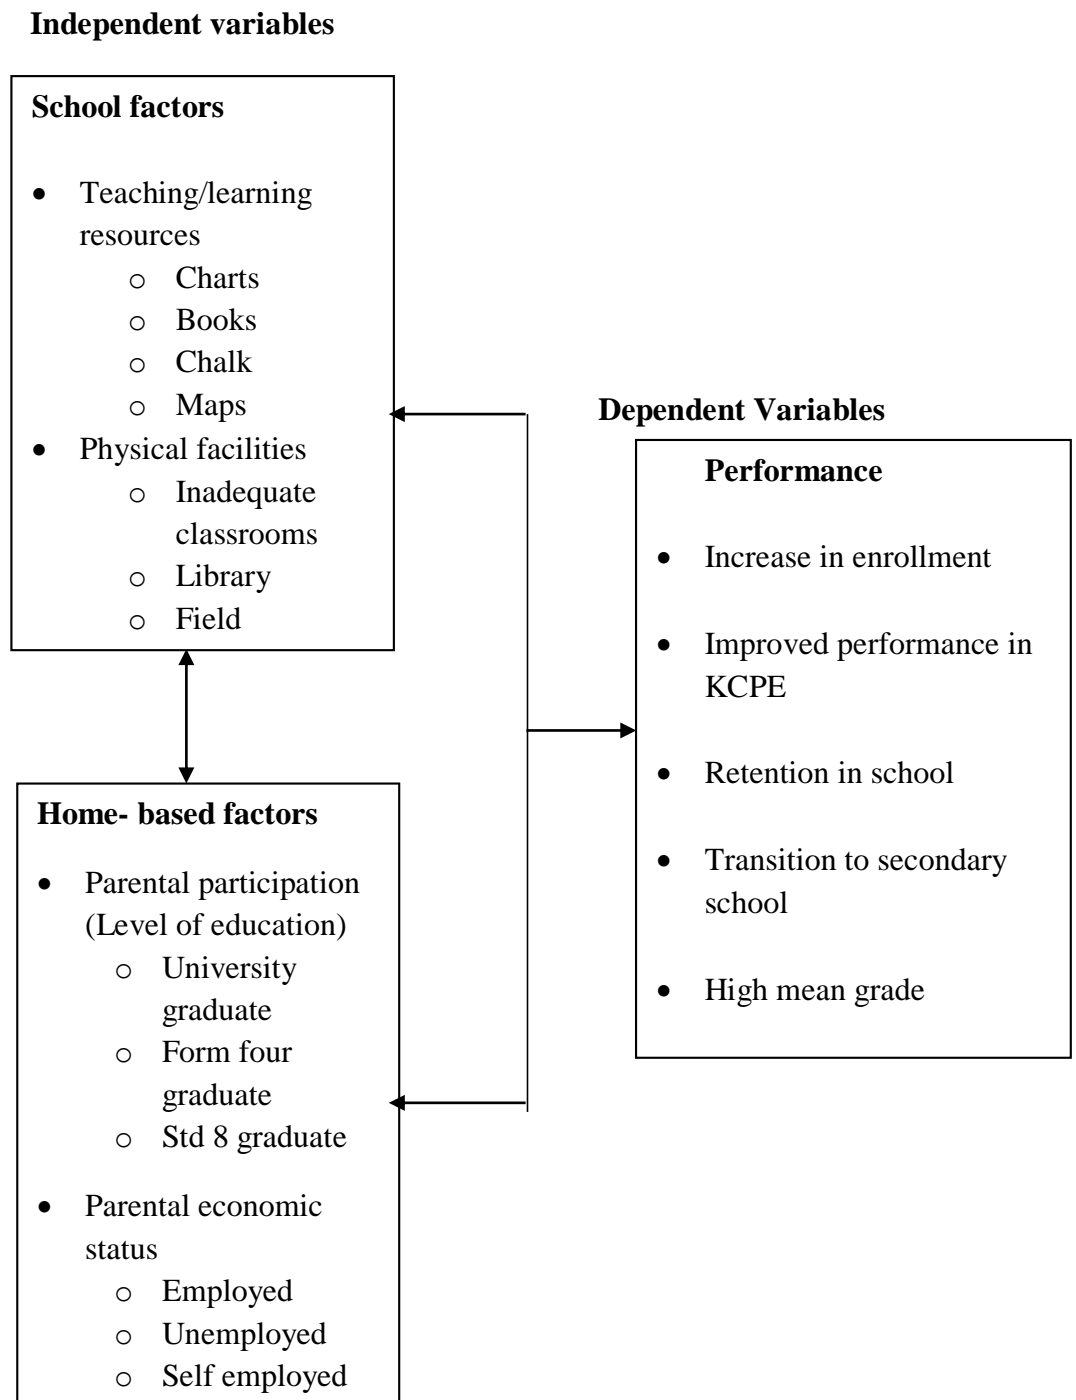 Independent variables
School factors
• Teaching/learning
resources
o Charts
o Books
o Chalk
o Maps
• Physical facilities
o Inadequate
classrooms
o Library
o Field
Home- based factors
• Parental participation
(Level of education)
o University
graduate
o Form four
graduate
o Std 8 graduate
• Parental economic
status
o Employed
o Unemployed
o Self employed
Dependent Variables
Performance
• Increase in enrollment
• Improved performance in
KCPE
• Retention in school
• Transition to secondary
school
• High mean grade